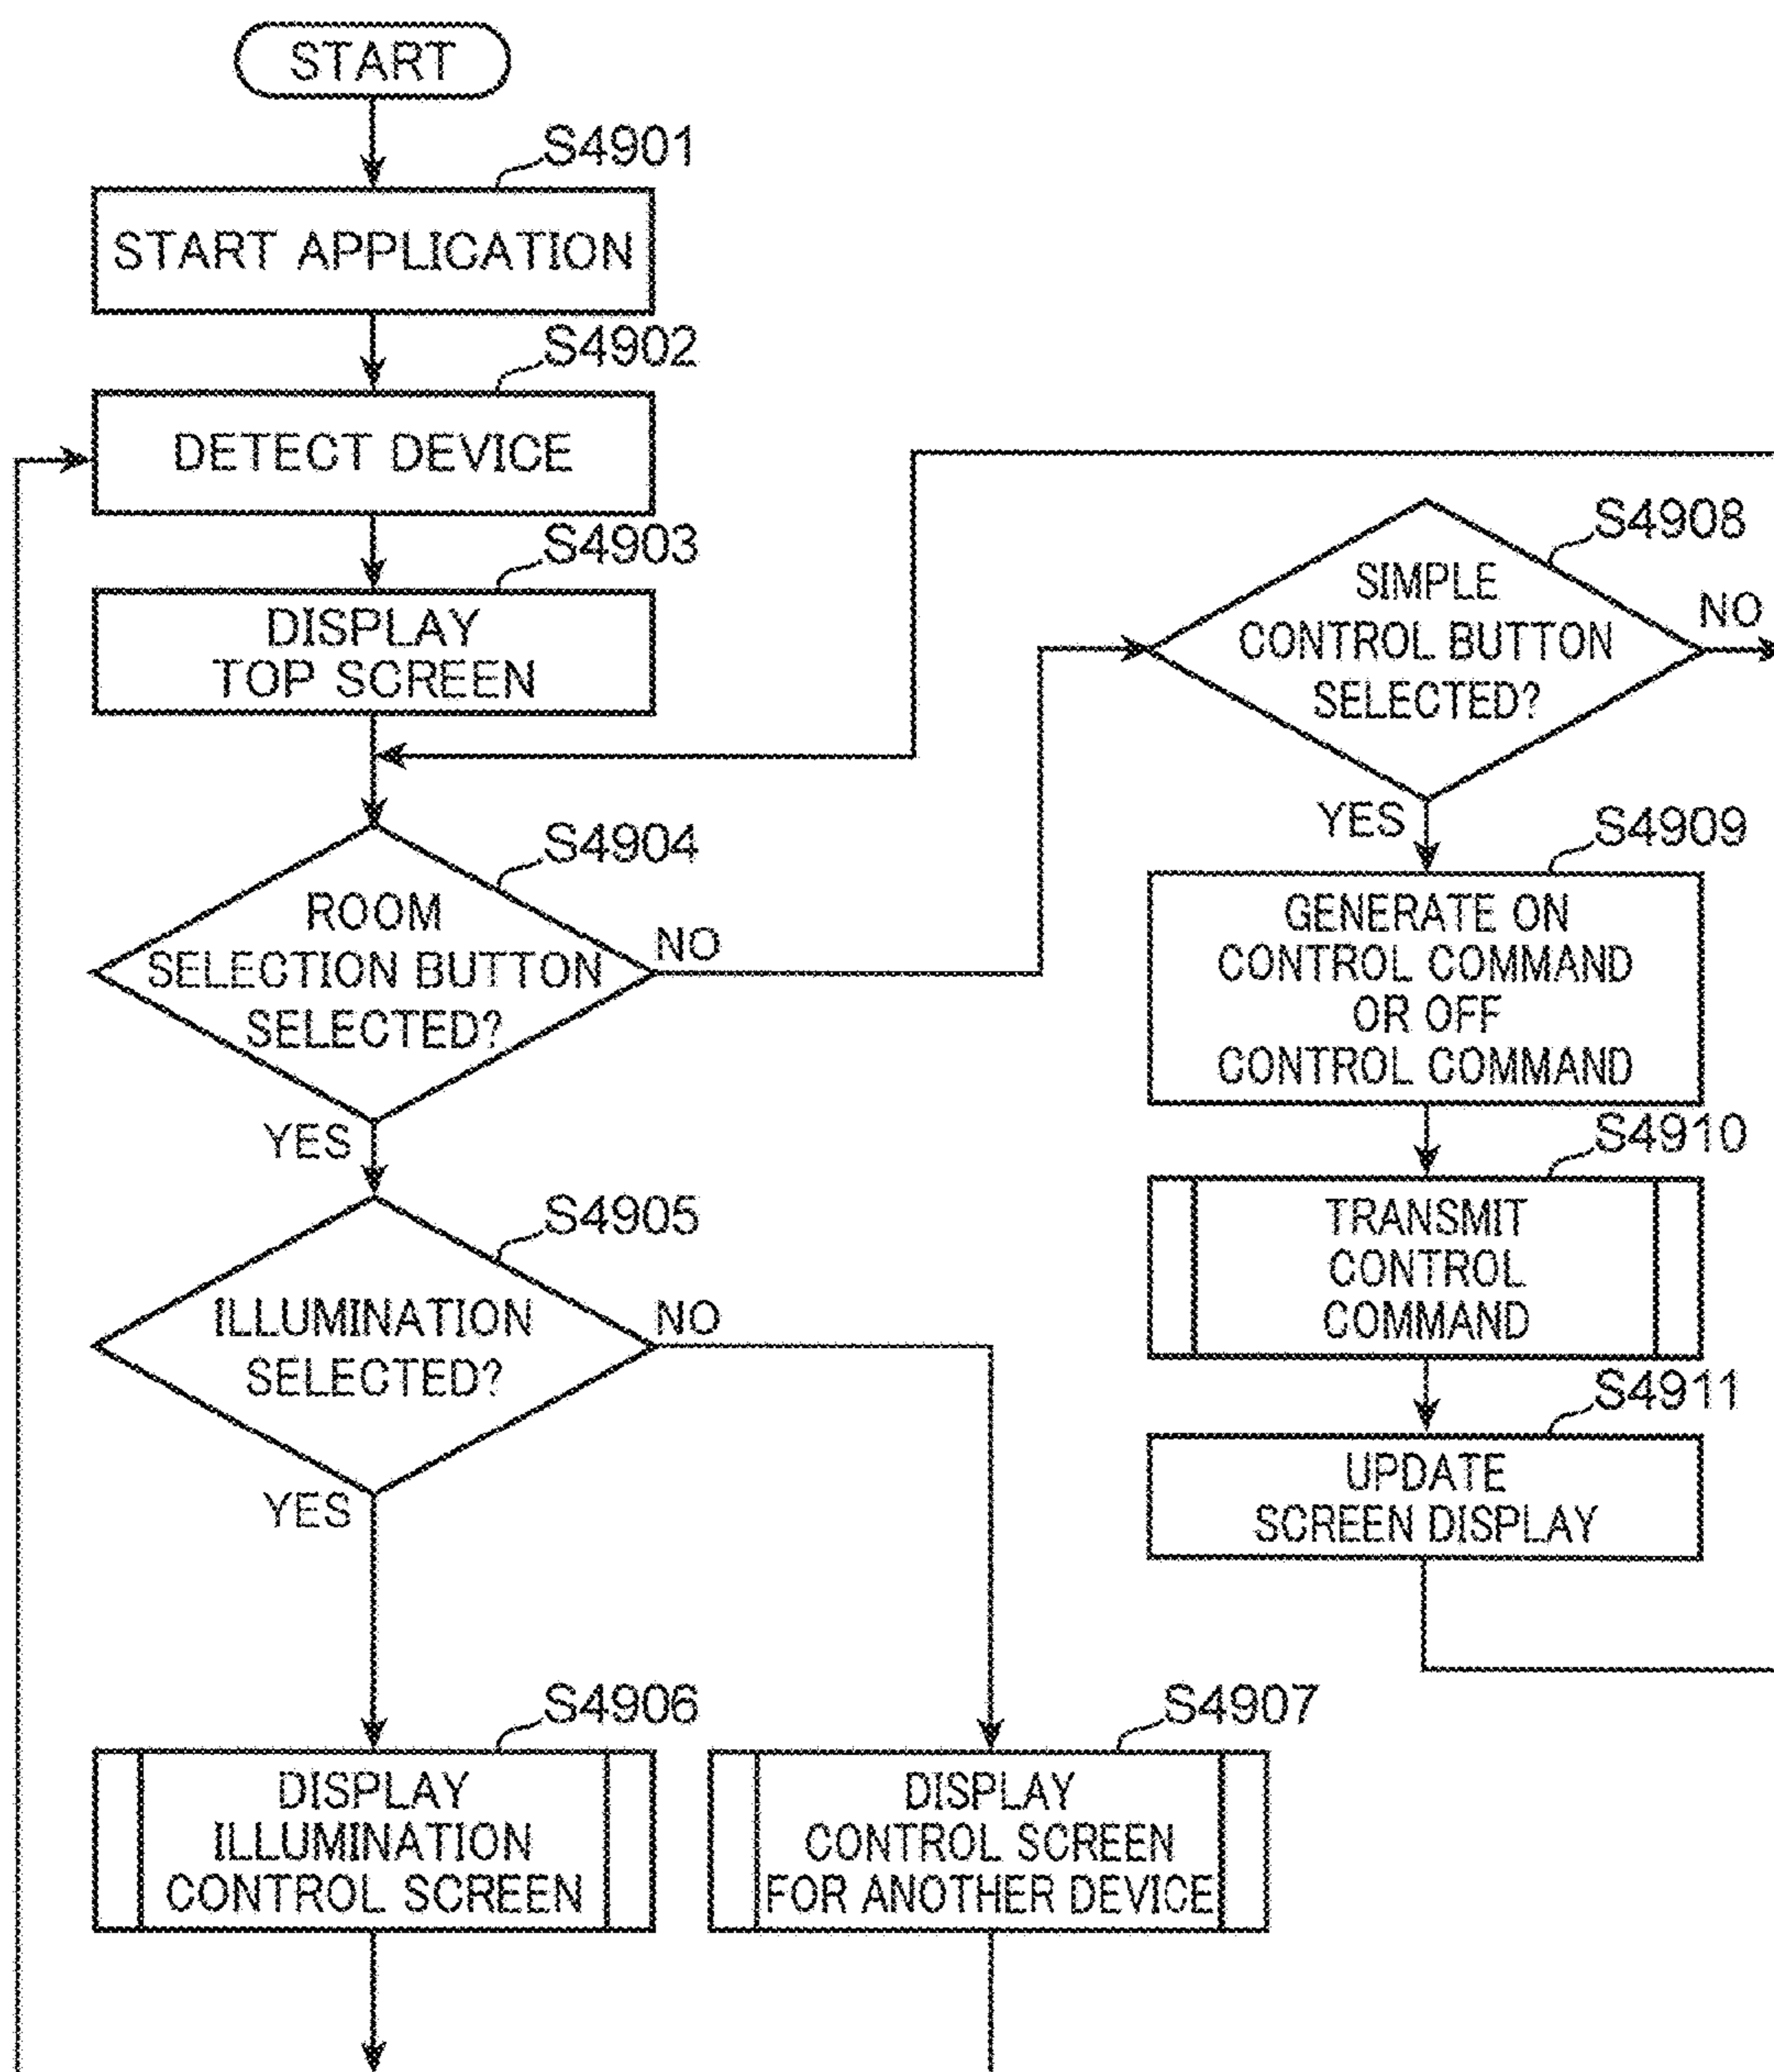 START
S4901
START APPLICATION
S4902
DETECT DEVICE
S4903
DISPLAY
TOP SCREEN
S4904
ROOM
SELECTION BUTTON
SELECTED?
NO
YES
S4905
ILLUMINATION
SELECTED?
NO
YES
S4906
DISPLAY
ILLUMINATION
CONTROL SCREEN
S4907
DISPLAY
CONTROL SCREEN
FOR ANOTHER DEVICE
S4908
SIMPLE
CONTROL BUTTON
SELECTED?
NO
YES
S4909
GENERATE ON
CONTROL COMMAND
OR OFF
CONTROL COMMAND
S4910
TRANSMIT
CONTROL
COMMAND
S4911
UPDATE
SCREEN DISPLAY